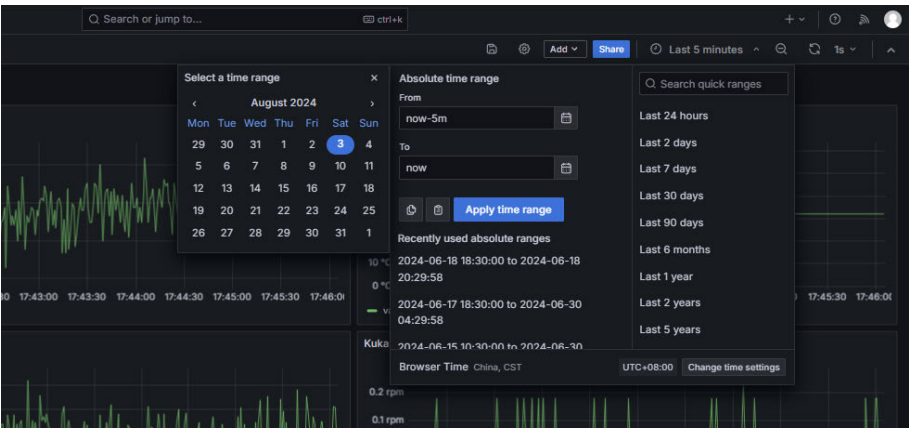 Search or jump to... ctrl+k
Add Share Last 5 minutes 1s
Select a time range
August 2024
Mon Tue Wed Thu Fri Sat Sun
29 30 31 1 2 3 4
5 6 7 8 9 10 11
12 13 14 15 16 17 18
19 20 21 22 23 24 25
26 27 28 29 30 31 1
Absolute time range
From
now-5m
To
now
Apply time range
Recently used absolute ranges
2024-06-18 18:30:00 to 2024-06-18
20:29:58
2024-06-17 18:30:00 to 2024-06-30
04:29:58
2024-06-15 10:30:00 to 2024-06-30
Search quick ranges
Last 24 hours
Last 2 days
Last 7 days
Last 30 days
Last 90 days
Last 6 months
Last 1 year
Last 2 years
Last 5 years
Browser Time China, CST UTC+08:00 Change time settings
17:43:00 17:43:30 17:44:00 17:44:30 17:45:00 17:45:30 17:46:00
10 °C
0 °C
17:45:30 17:46:00
Kuka
0.2 rpm
0.1 rpm